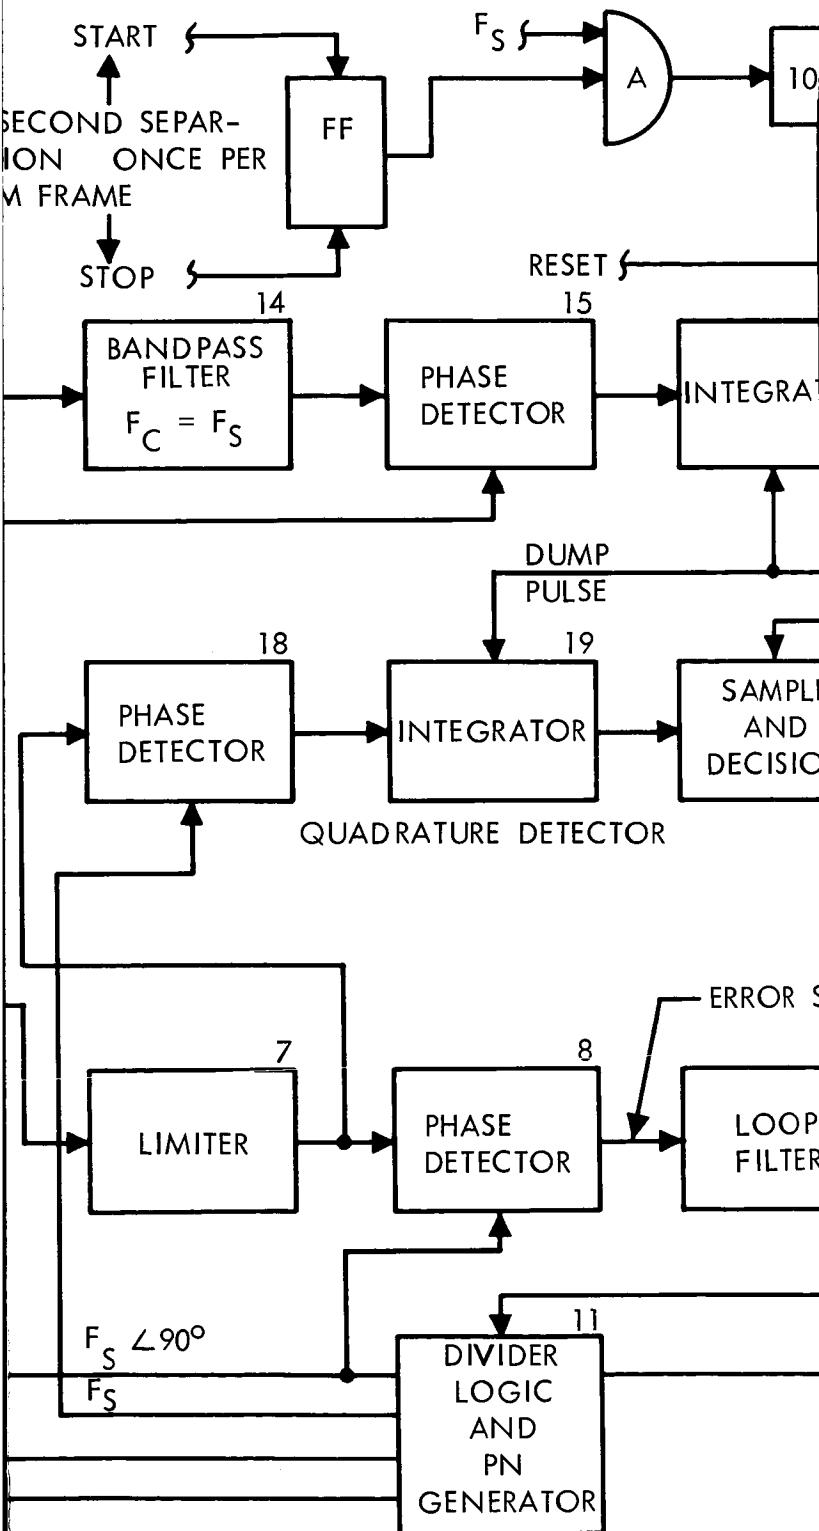 START
F_S
A
10
FF
SECOND SEPAR-
ION ONCE PER
M FRAME
STOP
RESET
14
BANDPASS
FILTER
F_C = F_S
15
PHASE
DETECTOR
INTEGRAT
DUMP
PULSE
18
PHASE
DETECTOR
19
INTEGRATOR
SAMPL
AND
DECISIO
QUADRATURE DETECTOR
ERROR S
7
LIMITER
8
PHASE
DETECTOR
LOOP
FILTER
F_S ∠90°
F_S
11
DIVIDER
LOGIC
AND
PN
GENERATOR